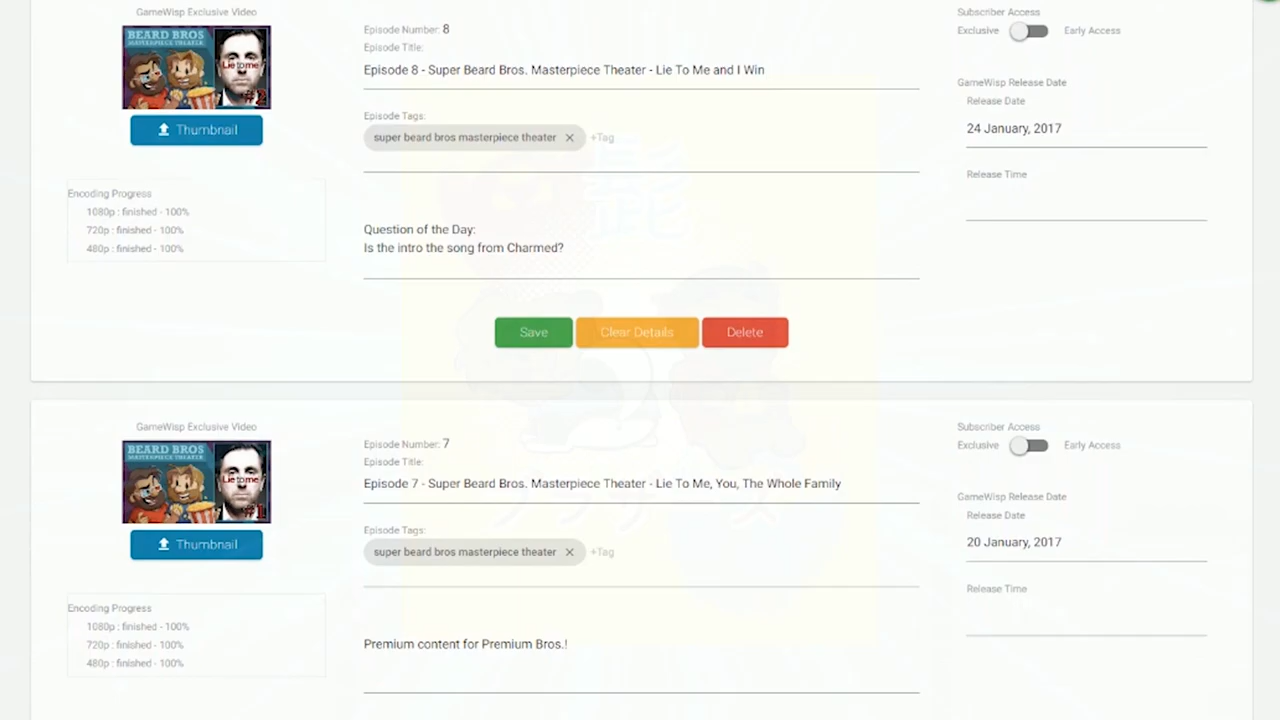 GameWisp Exclusive Video
BEARD BROS
MASTERPIECE THEATER
Lie to me
#2
Thumbnail
Encoding Progress
1080p : finished - 100%
720p : finished - 100%
480p : finished - 100%
Episode Number: 8
Episode Title:
Episode 8 - Super Beard Bros. Masterpiece Theater - Lie To Me and I Win
Episode Tags:
super beard bros masterpiece theater × +Tag
Question of the Day:
Is the intro the song from Charmed?
Subscriber Access
Exclusive Early Access
GameWisp Release Date
Release Date
24 January, 2017
Release Time
Save Clear Details Delete
GameWisp Exclusive Video
BEARD BROS
MASTERPIECE THEATER
Lie to me
#1
Thumbnail
Encoding Progress
1080p : finished - 100%
720p : finished - 100%
480p : finished - 100%
Episode Number: 7
Episode Title:
Episode 7 - Super Beard Bros. Masterpiece Theater - Lie To Me, You, The Whole Family
Episode Tags:
super beard bros masterpiece theater × +Tag
Premium content for Premium Bros.!
Subscriber Access
Exclusive Early Access
GameWisp Release Date
Release Date
20 January, 2017
Release Time